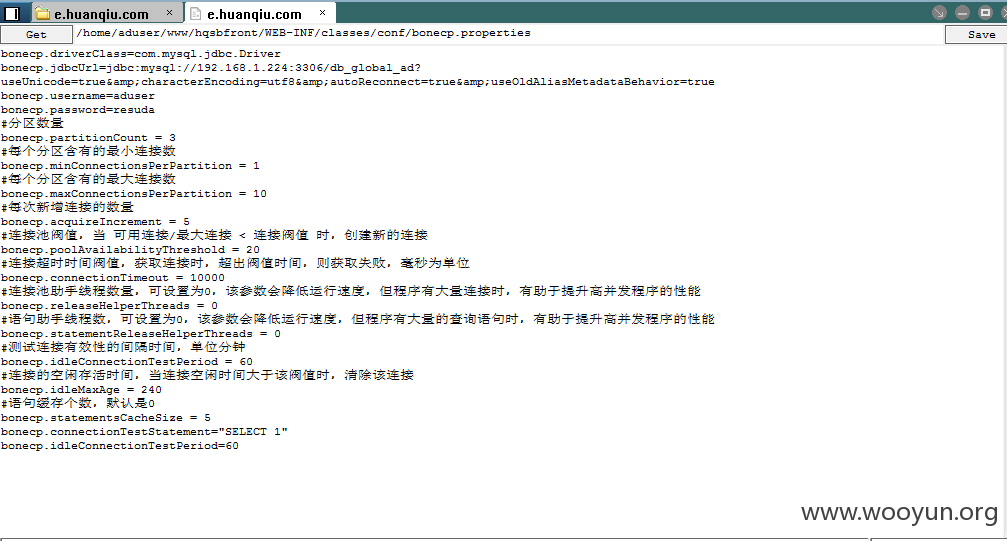 e.huanqiu.com × e.huanqiu.com ×
Get /home/aduser/www/hqsbfront/WEB-INF/classes/conf/bonecp.properties Save
bonecp.driverClass=com.mysql.jdbc.Driver
bonecp.jdbcUrl=jdbc:mysql://192.168.1.224:3306/db_global_ad?
useUnicode=true&amp;characterEncoding=utf8&amp;autoReconnect=true&amp;useOldAliasMetadataBehavior=true
bonecp.username=aduser
bonecp.password=resuda
#分区数量
bonecp.partitionCount = 3
#每个分区含有的最小连接数
bonecp.minConnectionsPerPartition = 1
#每个分区含有的最大连接数
bonecp.maxConnectionsPerPartition = 10
#每次新增连接的数量
bonecp.acquireIncrement = 5
#连接池阀值，当 可用连接/最大连接 < 连接阀值 时，创建新的连接
bonecp.poolAvailabilityThreshold = 20
#连接超时时间阀值，获取连接时，超出阀值时间，则获取失败，毫秒为单位
bonecp.connectionTimeout = 10000
#连接池助手线程数量，可设置为0，该参数会降低运行速度，但程序有大量连接时，有助于提升高并发程序的性能
bonecp.releaseHelperThreads = 0
#语句助手线程数，可设置为0，该参数会降低运行速度，但程序有大量的查询语句时，有助于提升高并发程序的性能
bonecp.statementReleaseHelperThreads = 0
#测试连接有效性的间隔时间，单位分钟
bonecp.idleConnectionTestPeriod = 60
#连接的空闲存活时间，当连接空闲时间大于该阀值时，清除该连接
bonecp.idleMaxAge = 240
#语句缓存个数，默认是0
bonecp.statementsCacheSize = 5
bonecp.connectionTestStatement="SELECT 1"
bonecp.idleConnectionTestPeriod=60
www.wooyun.org